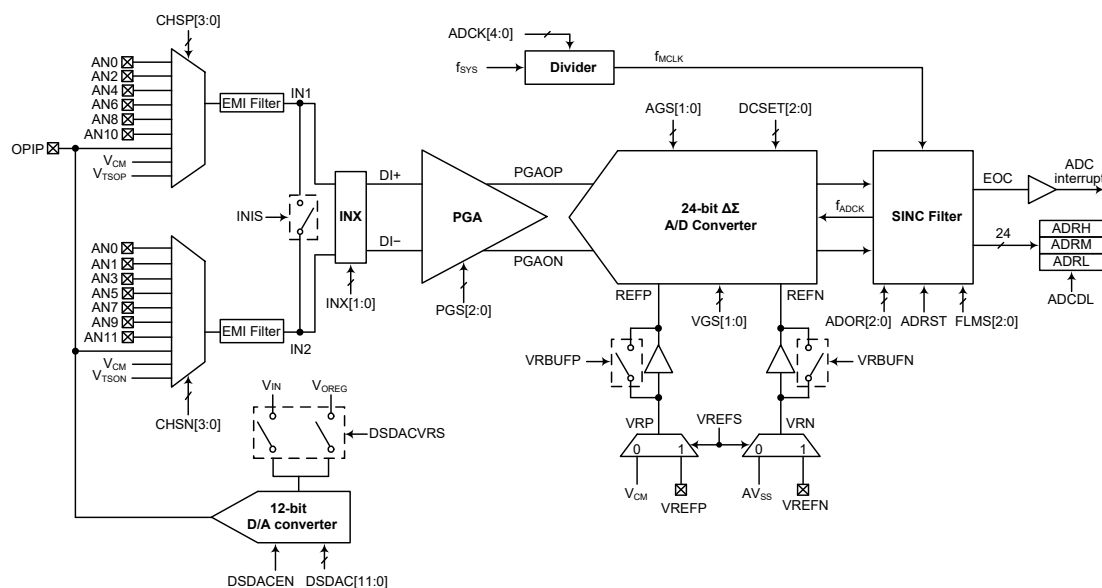 CHSP[3:0]
AN0
AN2
AN4
AN6
AN8
AN10
OPIP
VCM
VTSOP
EMI Filter
IN1
ADCK[4:0]
fSYS
Divider
fMCLK
AGS[1:0]
DCSET[2:0]
INIS
INX
DI+
DI−
INX[1:0]
PGA
PGS[2:0]
PGAOP
PGAON
24-bit ΔΣ
A/D Converter
fADCK
SINC Filter
EOC
ADC
interrupt
24
ADRH
ADRM
ADRL
ADCDL
REFP
REFN
VGS[1:0]
ADOR[2:0]
ADRST
FLMS[2:0]
AN0
AN1
AN3
AN5
AN7
AN9
AN11
VCM
VTSON
EMI Filter
IN2
CHSN[3:0]
VRBUFP
VRBUFN
VRP
VREFS
VRN
0 1
0 1
VCM
VREFP
AVSS
VREFN
VIN
VOREG
DSDACVRS
12-bit
D/A converter
DSDACEN
DSDAC[11:0]